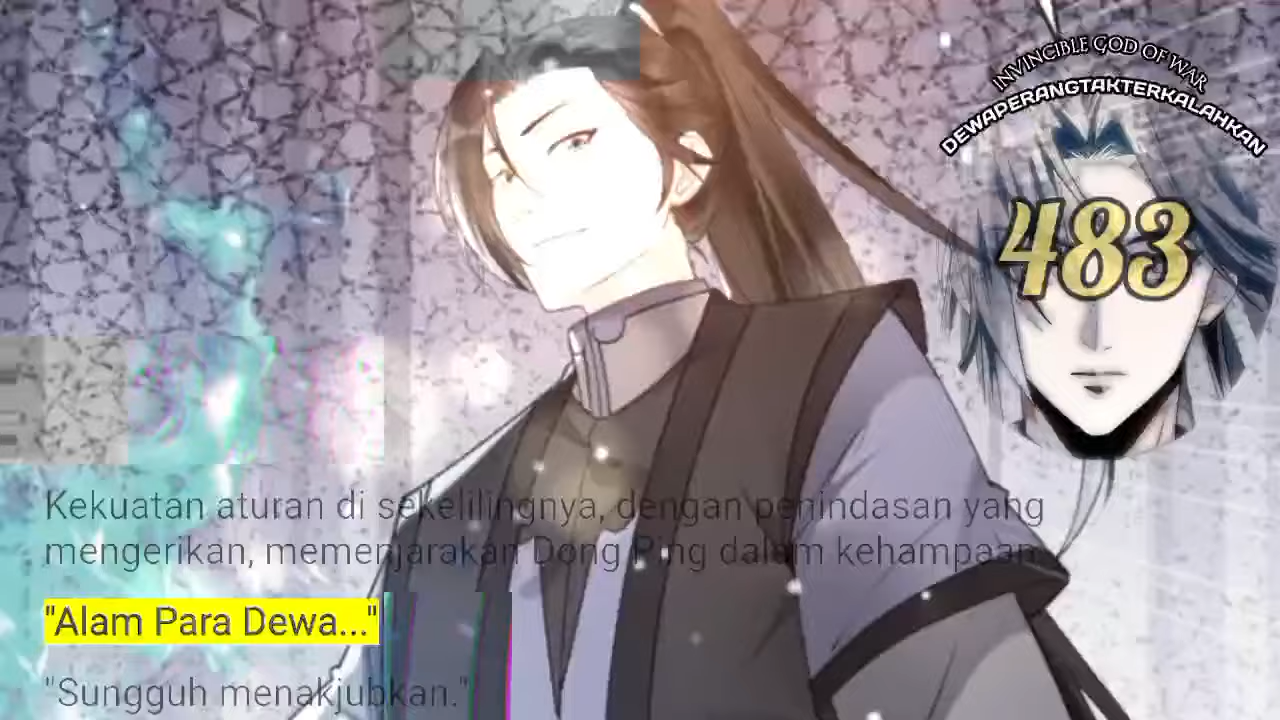 INVINCIBLE GOD OF WAR
DEWAPERANGTAKTERKALAHKAN
483
Kekuatan aturan di sekelilingnya, dengan penindasan yang
mengerikan, memenjarakan Dong Ping dalam kehampaan.
"Alam Para Dewa..."
"Sungguh menakjubkan."